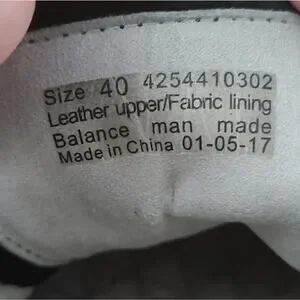 Size 40 4254410302
Leather upper/Fabric lining
Balance man made
Made in China 01-05-17